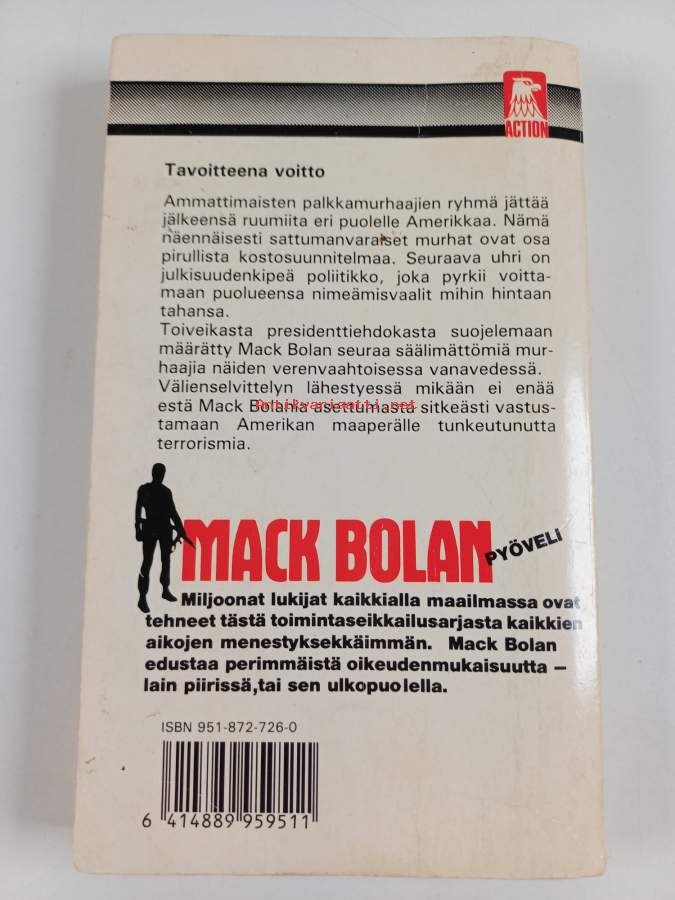 ACTION
Tavoitteena voitto
Ammattimaisten palkkamurhaajien ryhmä jättää
jälkeensä ruumiita eri puolelle Amerikkaa. Nämä
näennäisesti sattumanvaraiset murhat ovat osa
pirullista kostosuunnitelmaa. Seuraava uhri on
julkisuudenkipeä poliitikko, joka pyrkii voitta-
maan puolueensa nimeämisvaalit mihin hintaan
tahansa.
Toiveikasta presidenttiehdokasta suojelemaan
määrätty Mack Bolan seuraa säälimättömiä mur-
haajia näiden verenvaahtoisessa vanavedessä.
Välienselvittelyn lähestyessä mikään ei enää
estä Mack Bolania asettumasta sitkeästi vastus-
tamaan Amerikan maaperälle tunkeutunutta
terrorismia.
Antikvariaatti.net
MACK BOLAN
PYÖVELI
Miljoonat lukijat kaikkialla maailmassa ovat
tehneet tästä toimintaseikkailusarjasta kaikkien
aikojen menestyksekkäimmän. Mack Bolan
edustaa perimmäistä oikeudenmukaisuutta –
lain piirissä,tai sen ulkopuolella.
ISBN 951-872-726-0
6 414889 959511